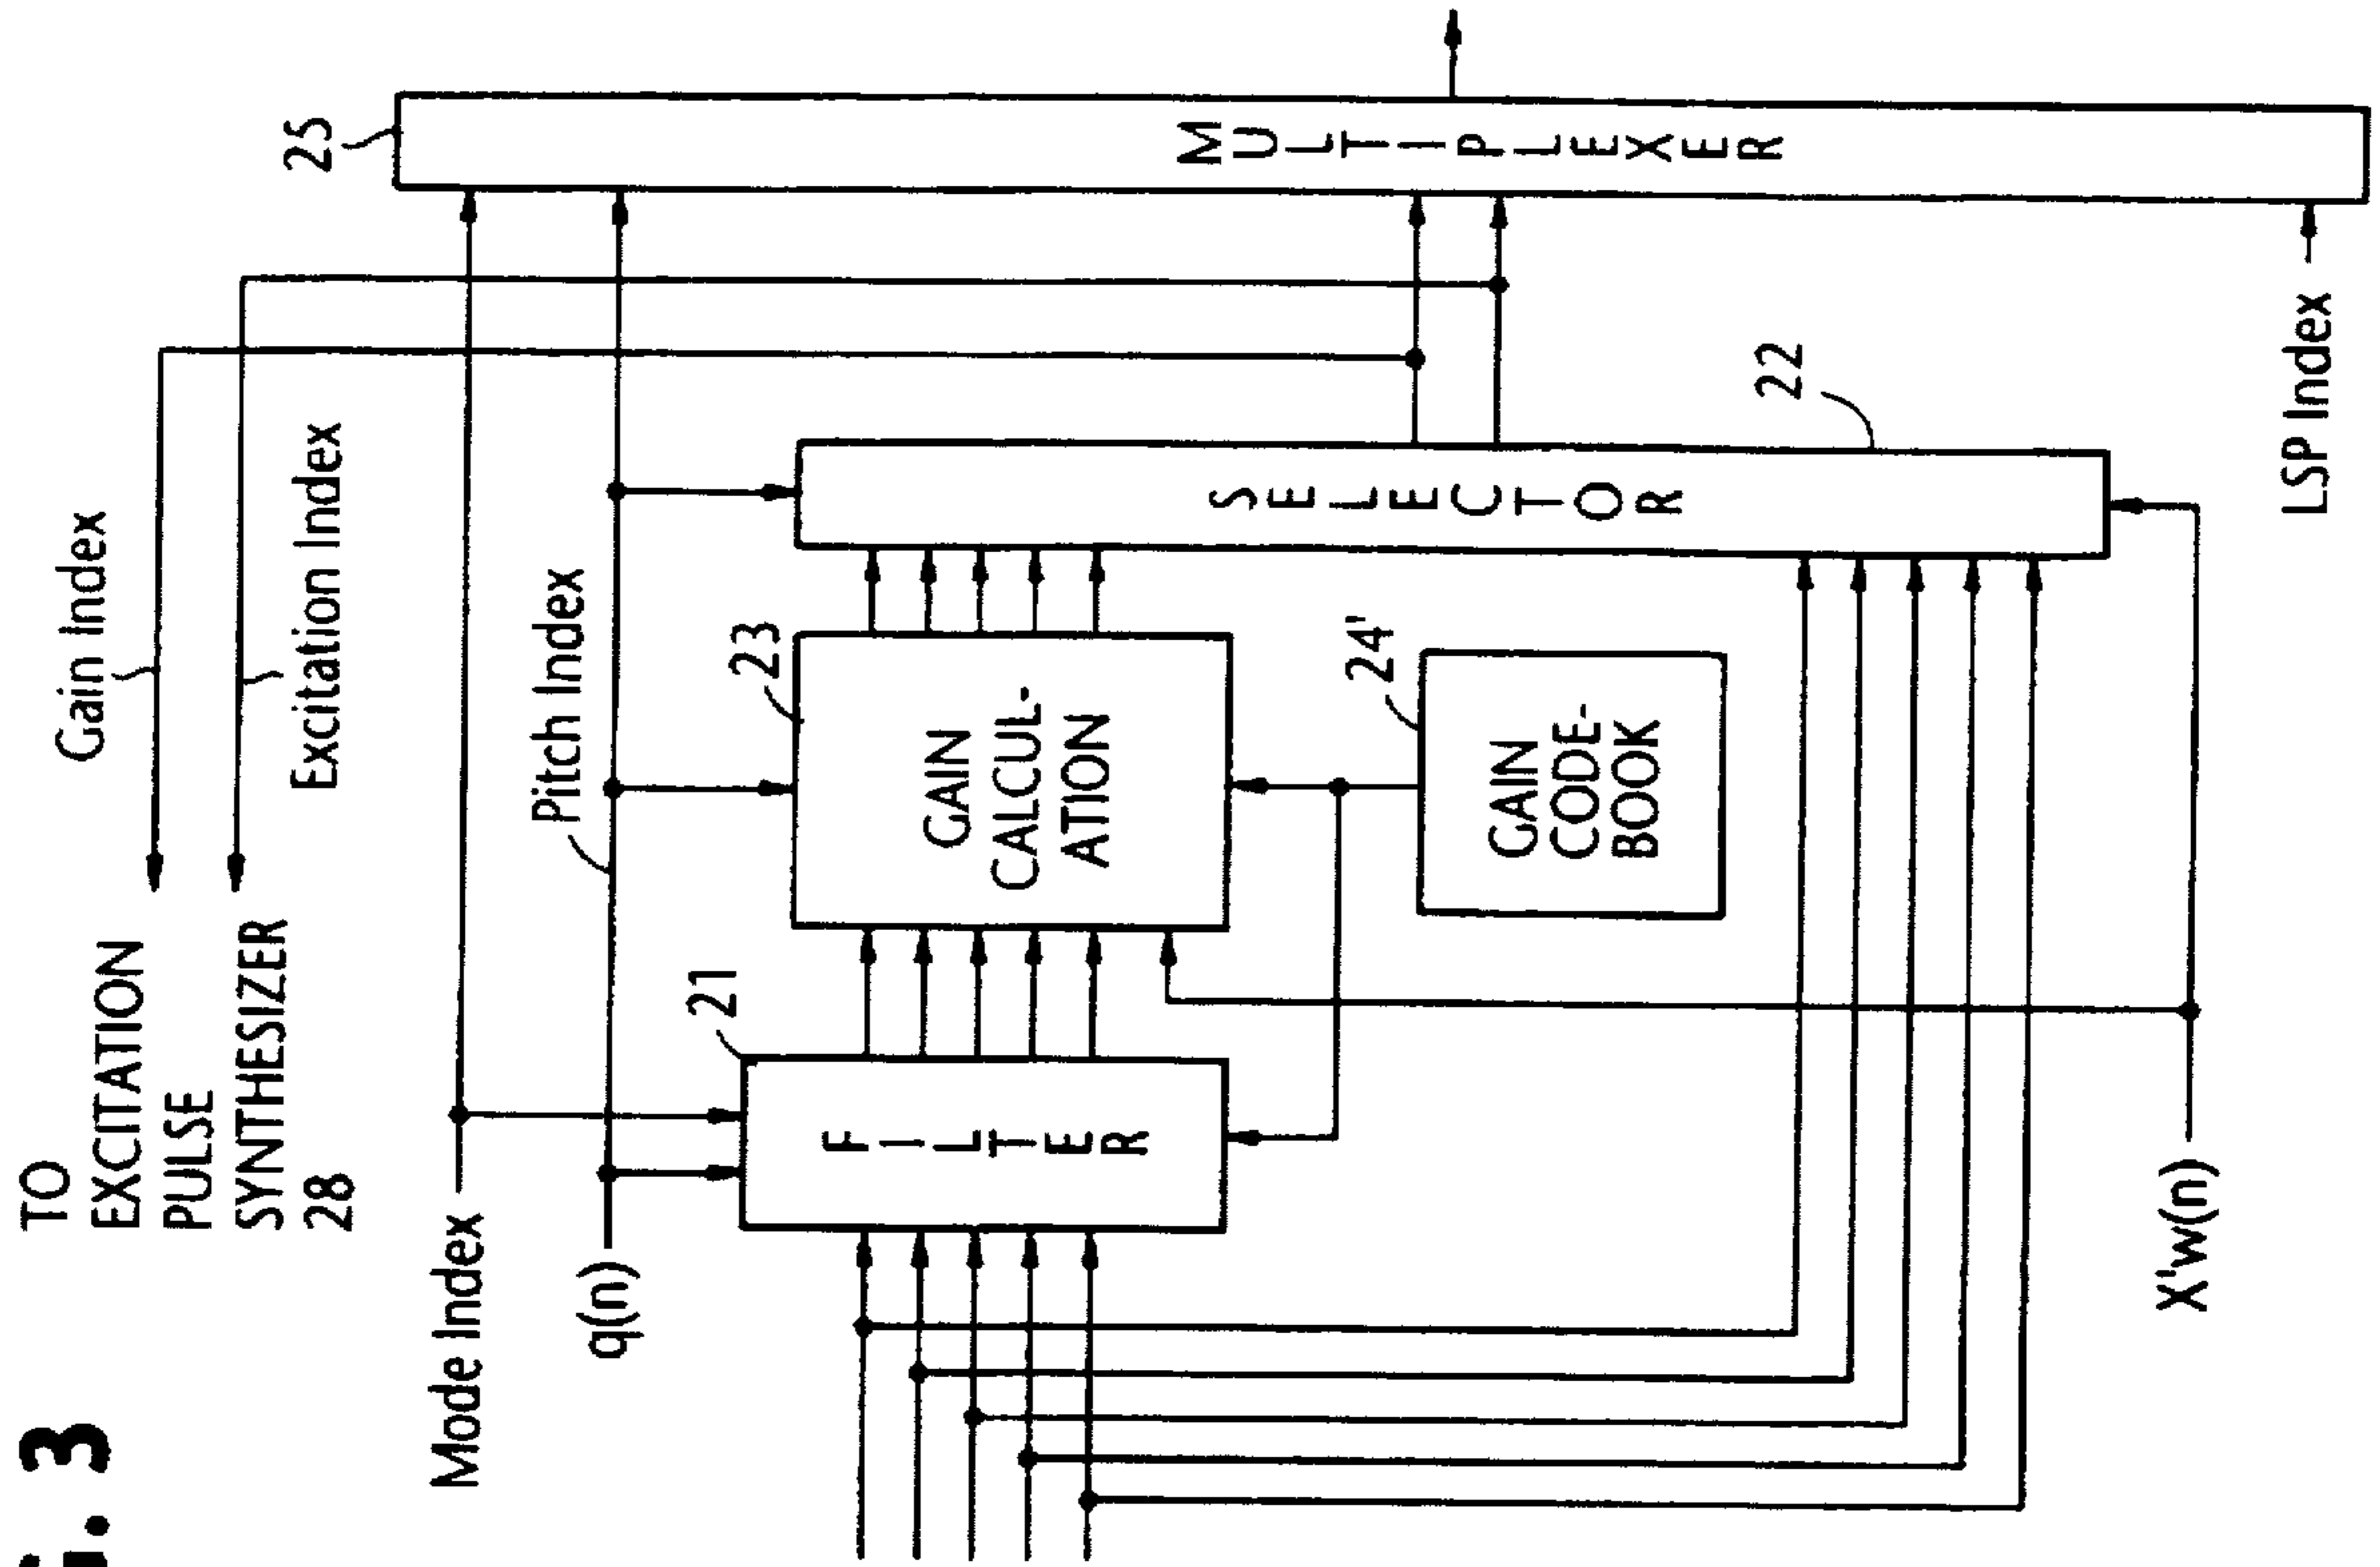 . 3
TO
EXCITATION
PULSE
SYNTHESIZER
28
Gain Index
Excitation Index
Mode Index
Pitch Index
q(n)
21
FILTER
23
GAIN
CALCUL-
ATION
24'
GAIN
CODE-
BOOK
SELECTOR
22
25
MULTIPLEXER
X'w(n)
LSP Index